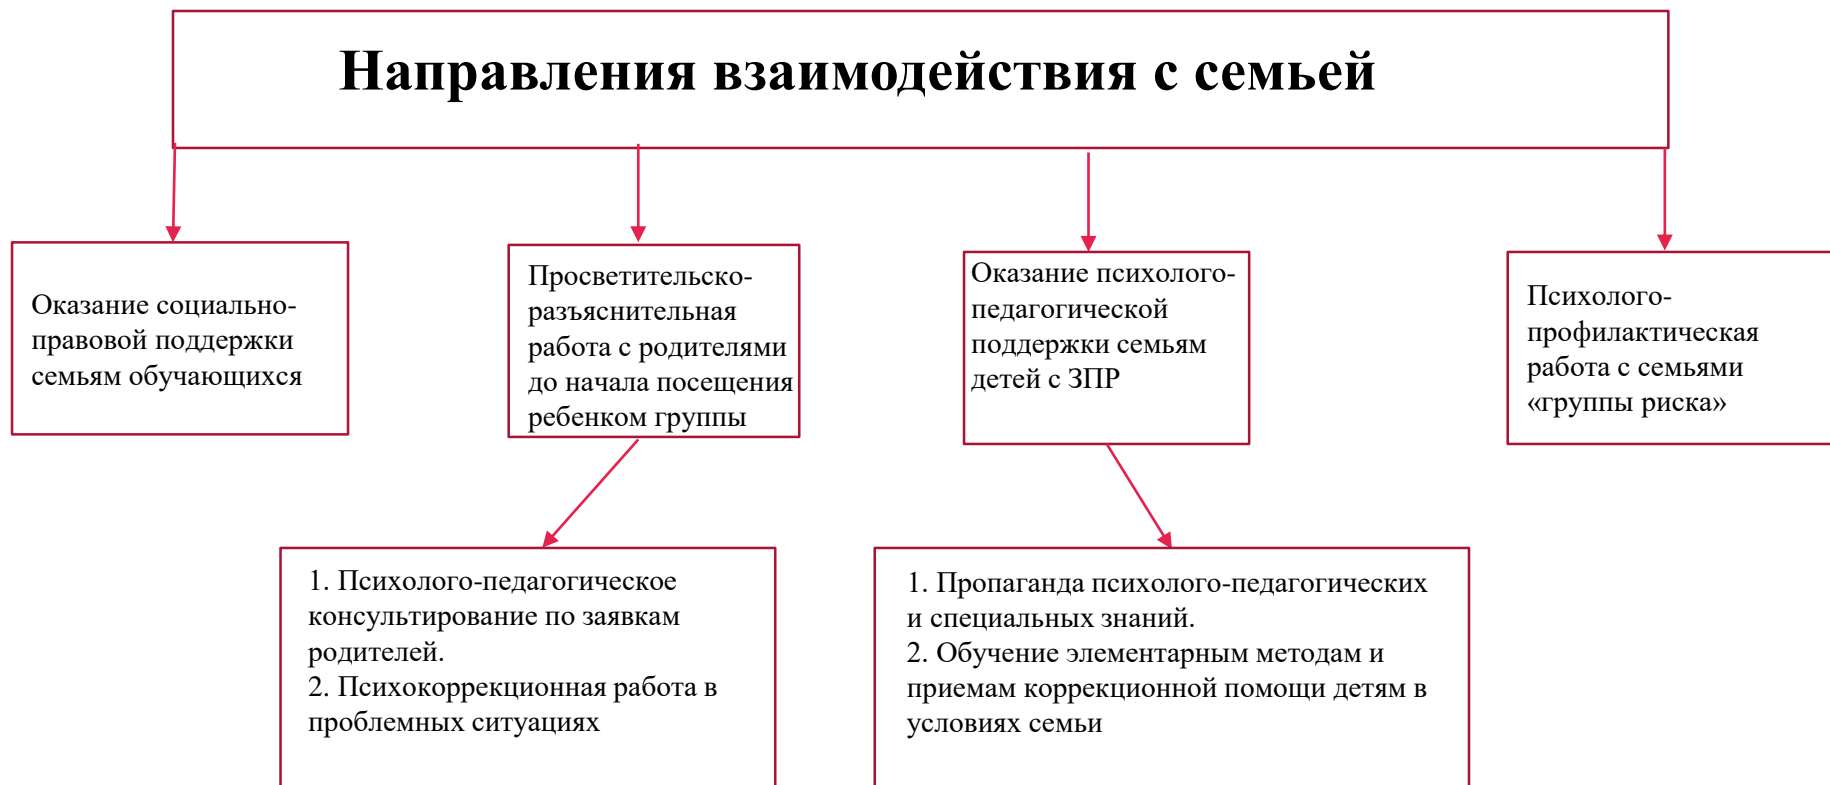 Направления взаимодействия с семьей
Оказание социально-
правовой поддержки
семьям обучающихся
Просветительско-
разъяснительная
работа с родителями
до начала посещения
ребенком группы
Оказание психолого-
педагогической
поддержки семьям
детей с ЗПР
Психолого-
профилактическая
работа с семьями
«группы риска»
1. Психолого-педагогическое
консультирование по заявкам
родителей.
2. Психокоррекционная работа в
проблемных ситуациях
1. Пропаганда психолого-педагогических
и специальных знаний.
2. Обучение элементарным методам и
приемам коррекционной помощи детям в
условиях семьи